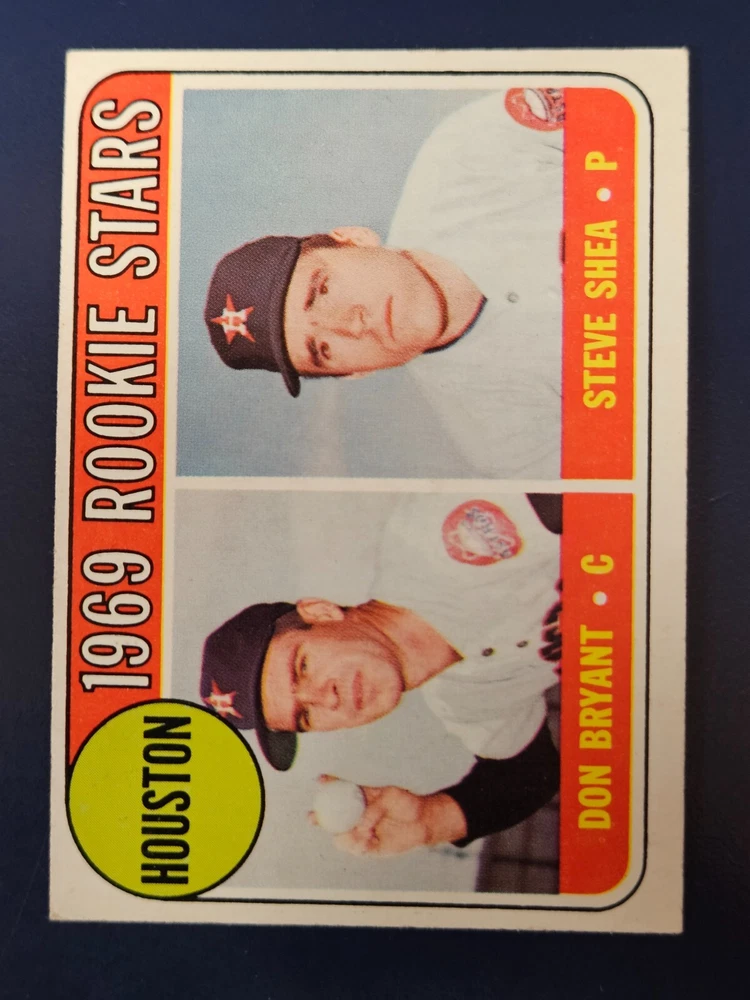 1969 ROOKIE STARS
HOUSTON
DON BRYANT • C
STEVE SHEA • P
H
H